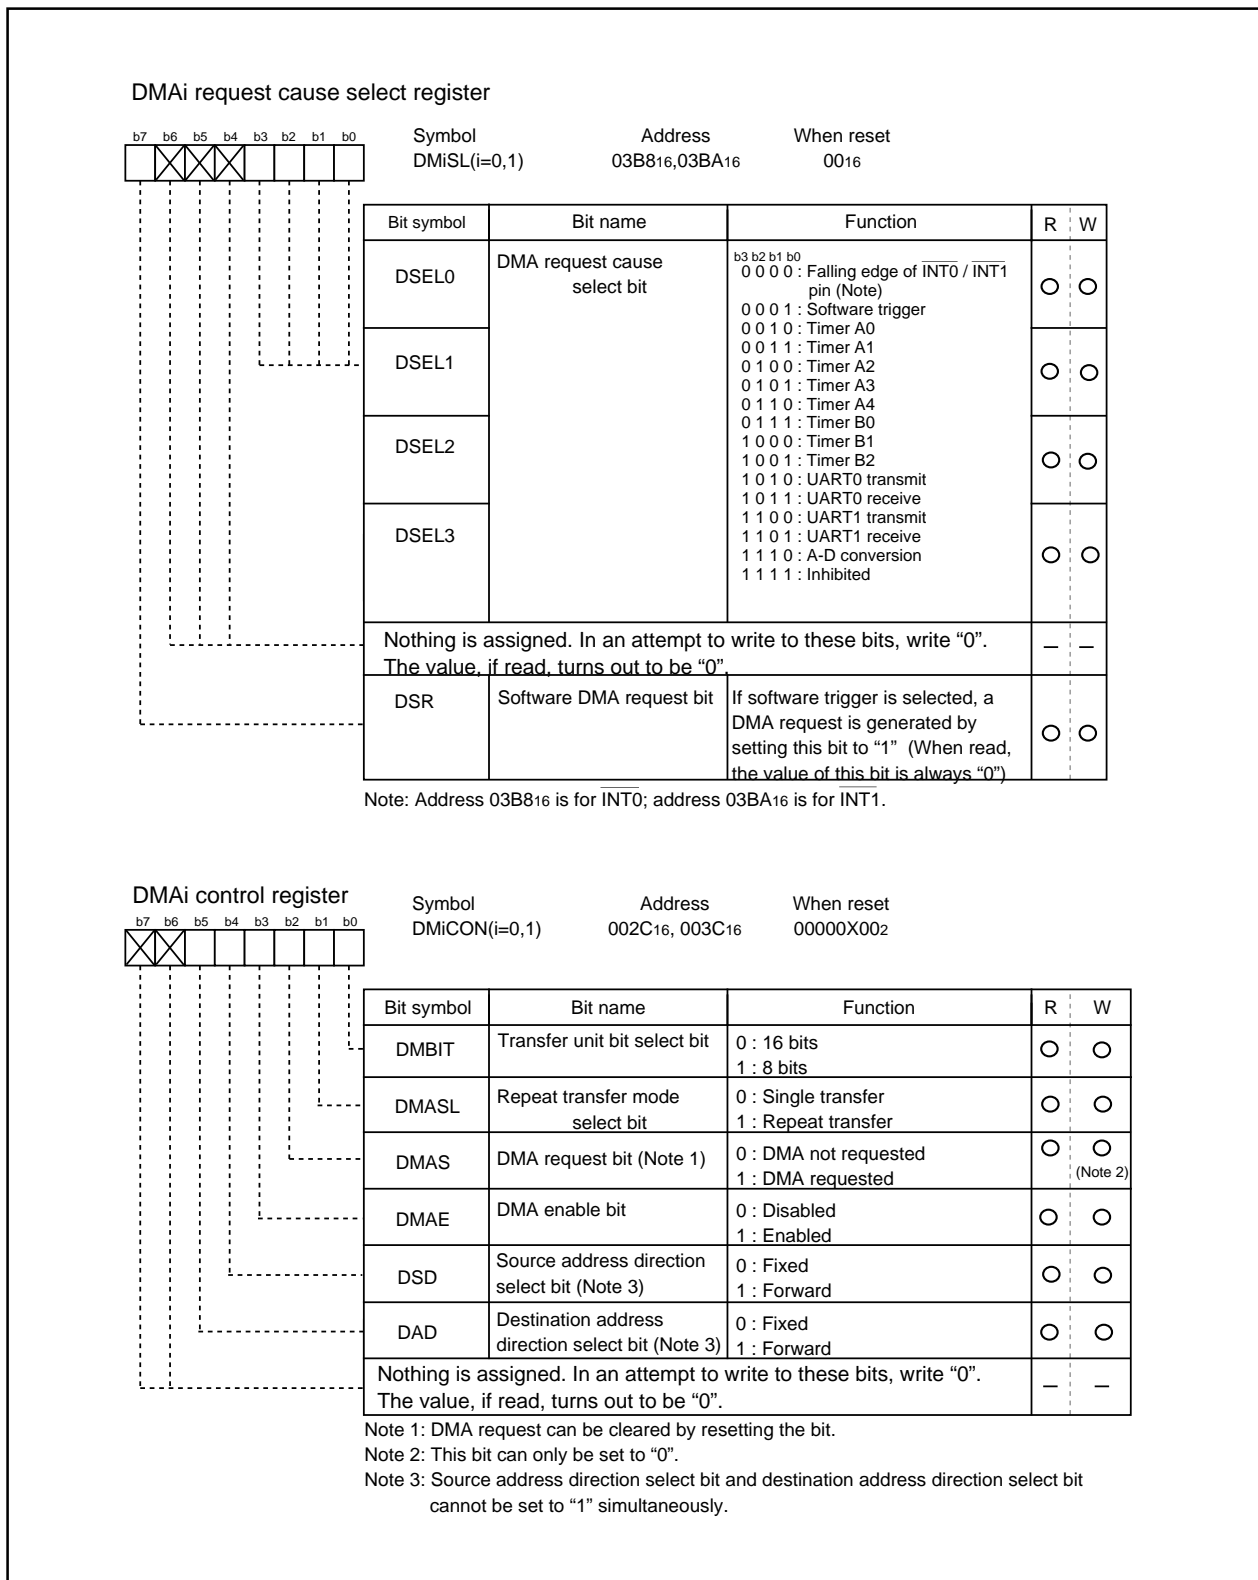 DMAi request cause select register
b7 b6 b5 b4 b3 b2 b1 b0
Symbol Address When reset
DMiSL(i=0,1) 03B816,03BA16 0016
Bit symbol Bit name Function R W
DSEL0
DMA request cause
select bit
b3 b2 b1 b0
0 0 0 0 : Falling edge of INT0 / INT1
pin (Note)
0 0 0 1 : Software trigger
0 0 1 0 : Timer A0
0 0 1 1 : Timer A1
DSEL1
0 1 0 0 : Timer A2
0 1 0 1 : Timer A3
0 1 1 0 : Timer A4
0 1 1 1 : Timer B0
DSEL2
1 0 0 0 : Timer B1
1 0 0 1 : Timer B2
1 0 1 0 : UART0 transmit
1 0 1 1 : UART0 receive
1 1 0 0 : UART1 transmit
DSEL3
1 1 0 1 : UART1 receive
1 1 1 0 : A-D conversion
1 1 1 1 : Inhibited
Nothing is assigned. In an attempt to write to these bits, write “0”.
The value, if read, turns out to be “0”.
– –
DSR
Software DMA request bit
If software trigger is selected, a
DMA request is generated by
setting this bit to “1” (When read,
the value of this bit is always “0”)
Note: Address 03B816 is for INT0; address 03BA16 is for INT1.
DMAi control register
b7 b6 b5 b4 b3 b2 b1 b0
Symbol Address When reset
DMiCON(i=0,1) 002C16, 003C16 00000X002
Bit symbol Bit name Function R W
DMBIT
Transfer unit bit select bit
0 : 16 bits
1 : 8 bits
DMASL
Repeat transfer mode
select bit
0 : Single transfer
1 : Repeat transfer
DMAS
DMA request bit (Note 1)
0 : DMA not requested
1 : DMA requested
(Note 2)
DMAE
DMA enable bit
0 : Disabled
1 : Enabled
DSD
Source address direction
select bit (Note 3)
0 : Fixed
1 : Forward
DAD
Destination address
direction select bit (Note 3)
0 : Fixed
1 : Forward
Nothing is assigned. In an attempt to write to these bits, write “0”.
The value, if read, turns out to be “0”.
– –
Note 1: DMA request can be cleared by resetting the bit.
Note 2: This bit can only be set to “0”.
Note 3: Source address direction select bit and destination address direction select bit
cannot be set to “1” simultaneously.